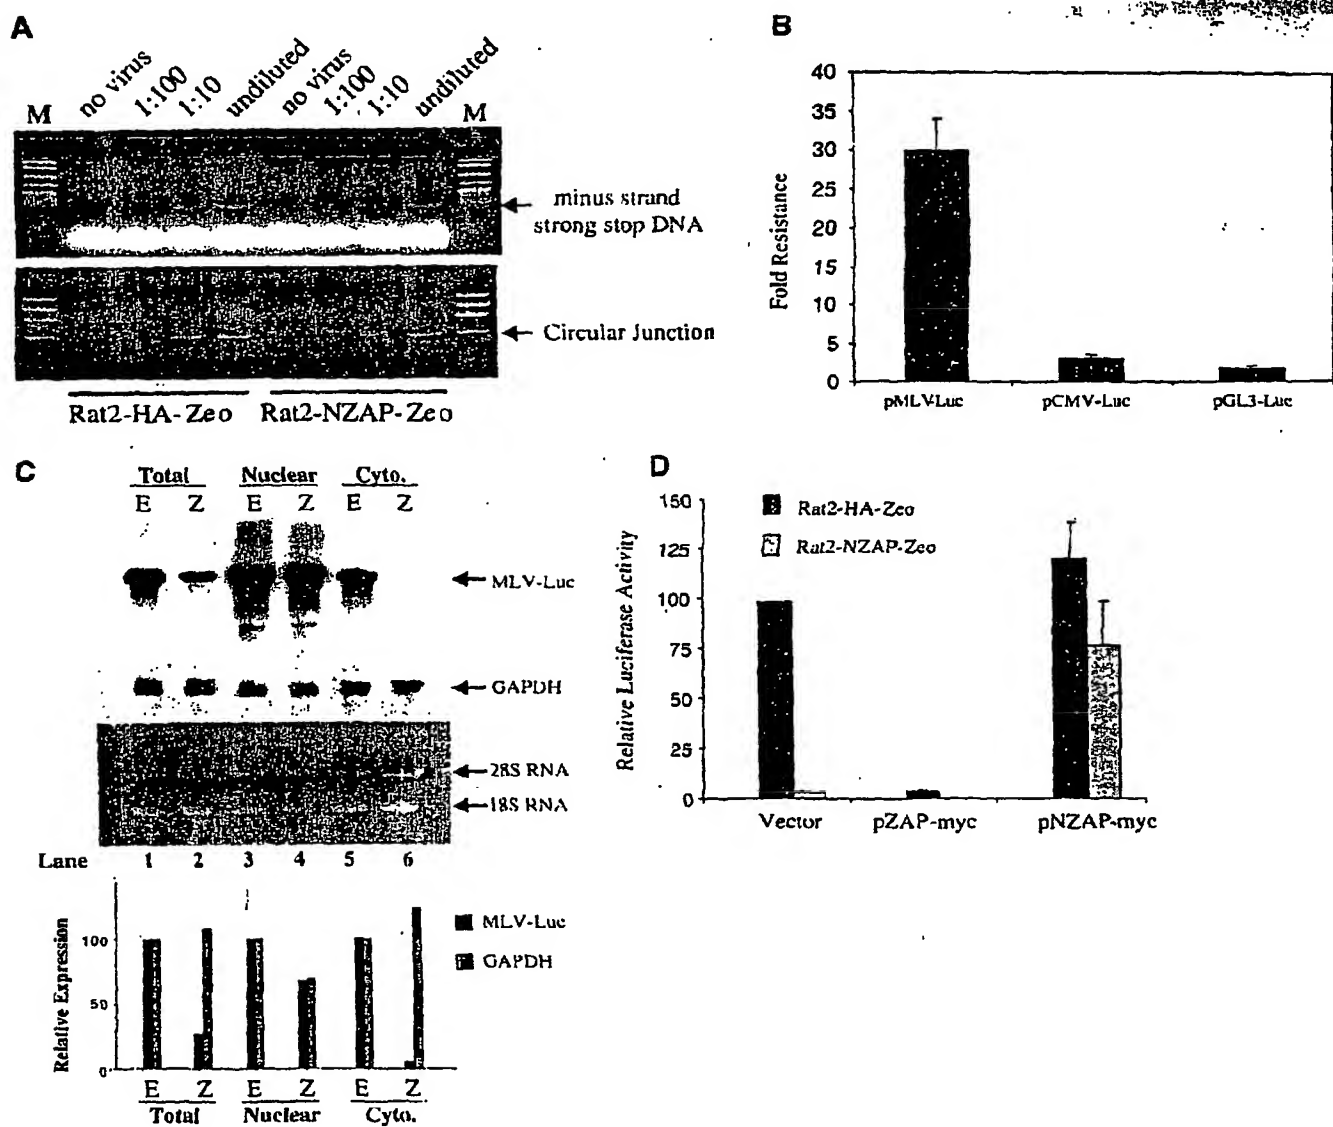 A
no virus 1:100 1:10 undiluted no virus 1:100 1:10 undiluted
M M
minus strand
strong stop DNA
Circular Junction
Rat2-HA-Zeo Rat2-NZAP-Zeo
B
40
35
30
25
20
15
10
5
0
Fold Resistance
pMLV-Luc pCMV-Luc pGL3-Luc
C
Total Nuclear Cyto.
E Z E Z E Z
MLV-Luc
GAPDH
28S RNA
18S RNA
Lane 1 2 3 4 5 6
Relative Expression
100
50
0
MLV-Luc
GAPDH
E Z E Z E Z
Total Nuclear Cyto.
D
150
125
100
75
50
25
0
Relative Luciferase Activity
Rat2-HA-Zeo
Rat2-NZAP-Zeo
Vector pZAP-myc pNZAP-myc